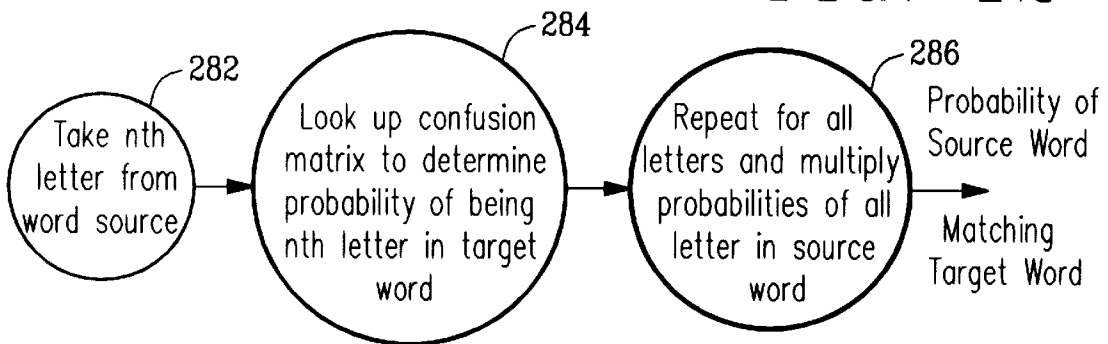 282
Take nth
letter from
word source
284
Look up confusion
matrix to determine
probability of being
nth letter in target
word
286
Repeat for all
letters and multiply
probabilities of all
letter in source
word
Probability of
Source Word
Matching
Target Word